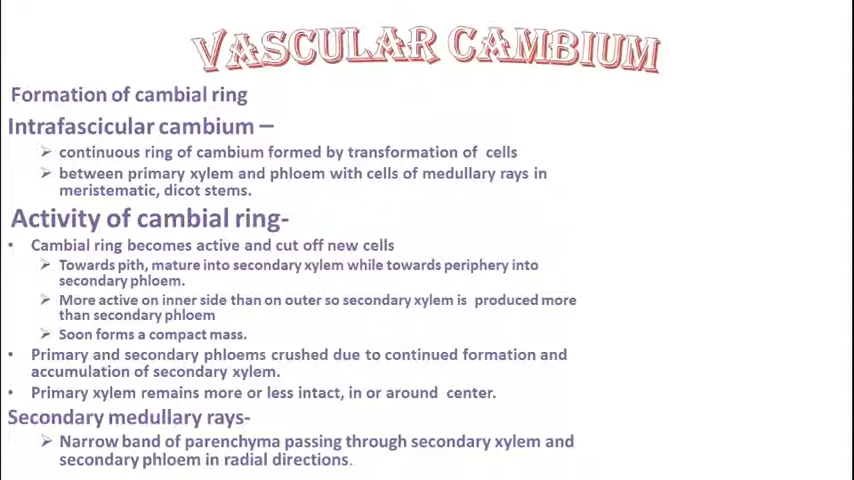 VASCULAR CAMBIUM
Formation of cambial ring
Intrafascicular cambium –
➢ continuous ring of cambium formed by transformation of cells
➢ between primary xylem and phloem with cells of medullary rays in
meristematic, dicot stems.
Activity of cambial ring-
• Cambial ring becomes active and cut off new cells
➢ Towards pith, mature into secondary xylem while towards periphery into
secondary phloem.
➢ More active on inner side than on outer so secondary xylem is produced more
than secondary phloem
➢ Soon forms a compact mass.
• Primary and secondary phloems crushed due to continued formation and
accumulation of secondary xylem.
• Primary xylem remains more or less intact, in or around center.
Secondary medullary rays-
➢ Narrow band of parenchyma passing through secondary xylem and
secondary phloem in radial directions.